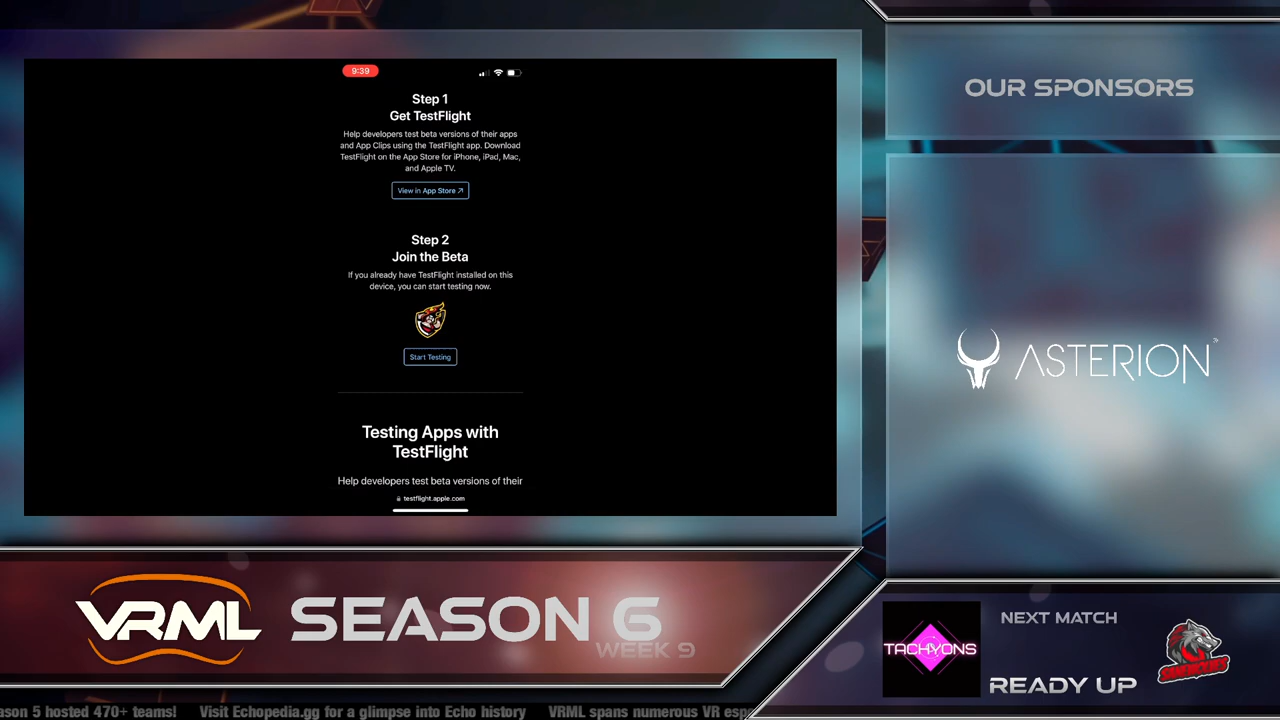 9:39
Step 1
Get TestFlight
Help developers test beta versions of their apps
and App Clips using the TestFlight app. Download
TestFlight on the App Store for iPhone, iPad, Mac,
and Apple TV.
View in App Store ↗
Step 2
Join the Beta
If you already have TestFlight installed on this
device, you can start testing now.
Start Testing
Testing Apps with
TestFlight
Help developers test beta versions of their
testflight.apple.com
OUR SPONSORS
ASTERION
VRML
SEASON 6
WEEK 9
TACHYONS
NEXT MATCH
READY UP
ason 5 hosted 470+ teams! Visit Echopedia.gg for a glimpse into Echo history VRML spans numerous VR esp